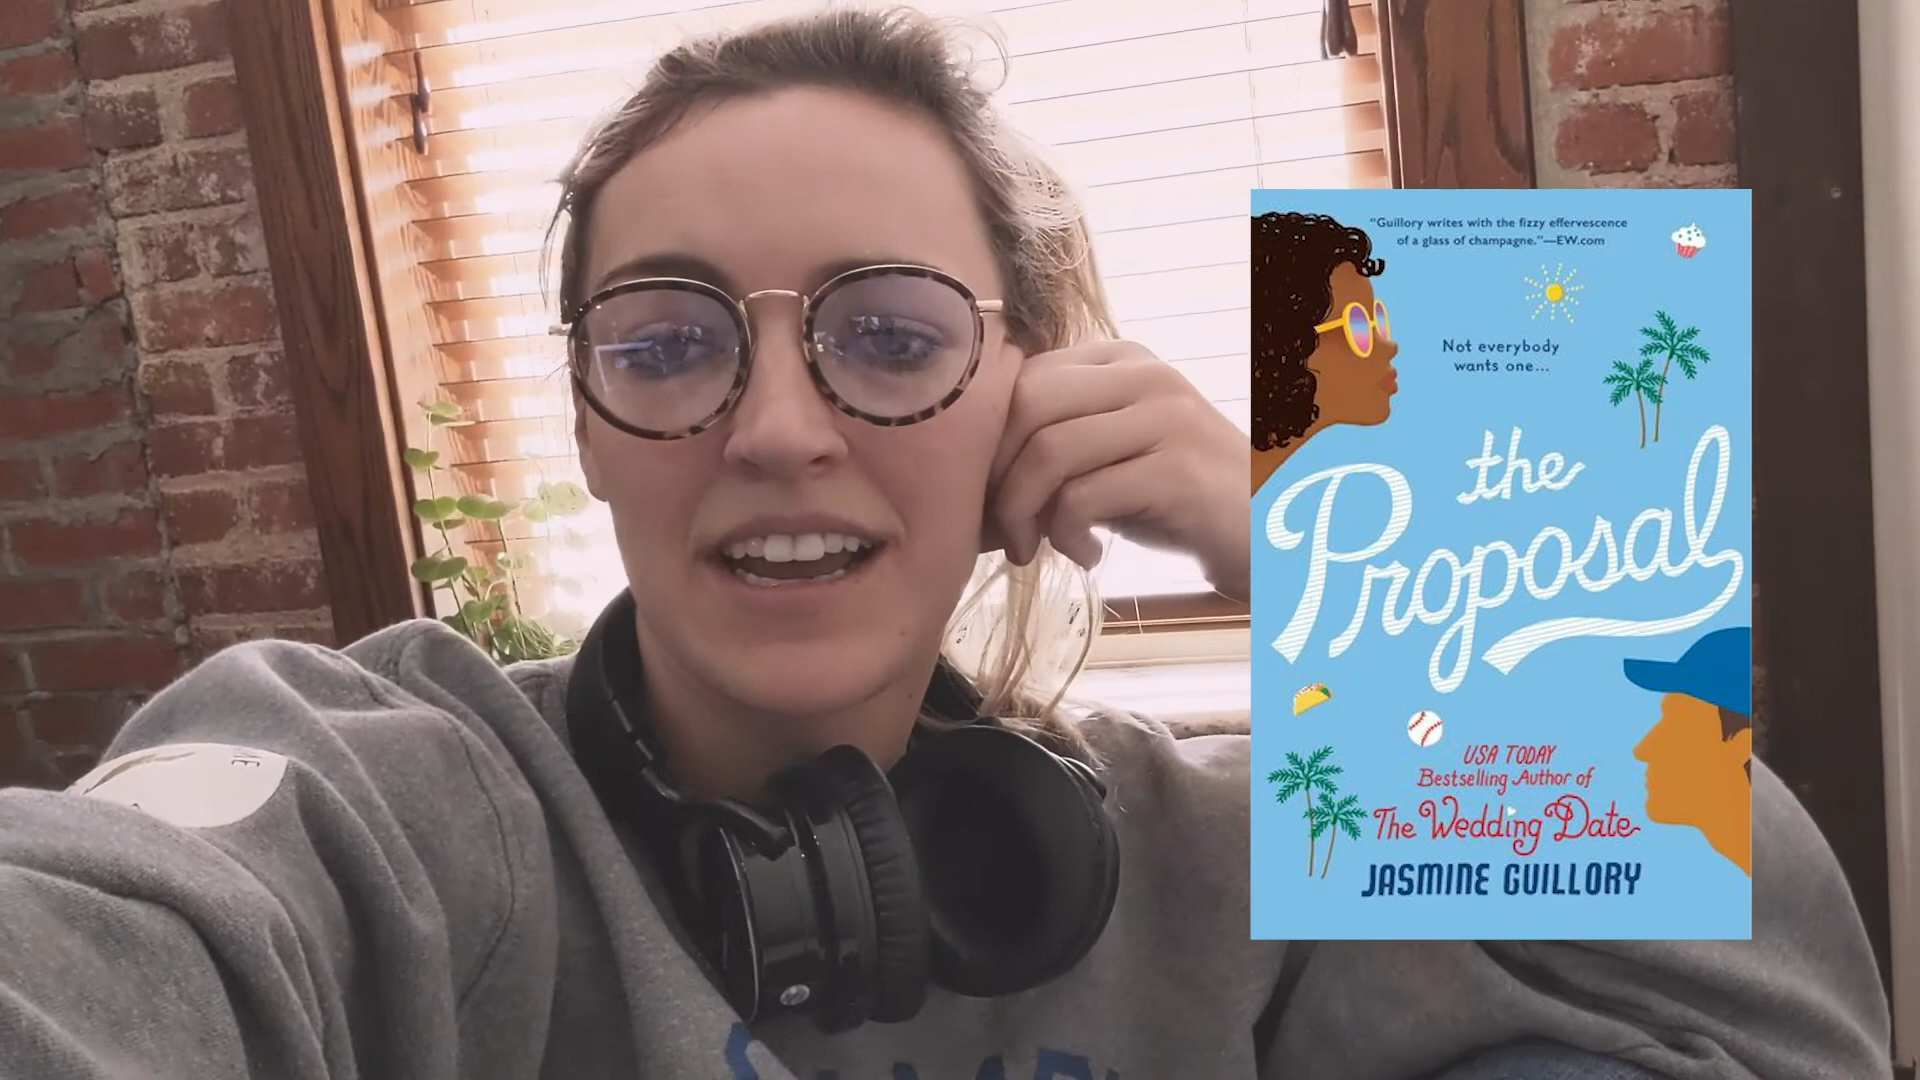 "Guillory writes with the fizzy effervescence
of a glass of champagne."—EW.com
Not everybody
wants one...
the
Proposal
USA TODAY
Bestselling Author of
The Wedding Date
JASMINE GUILLORY